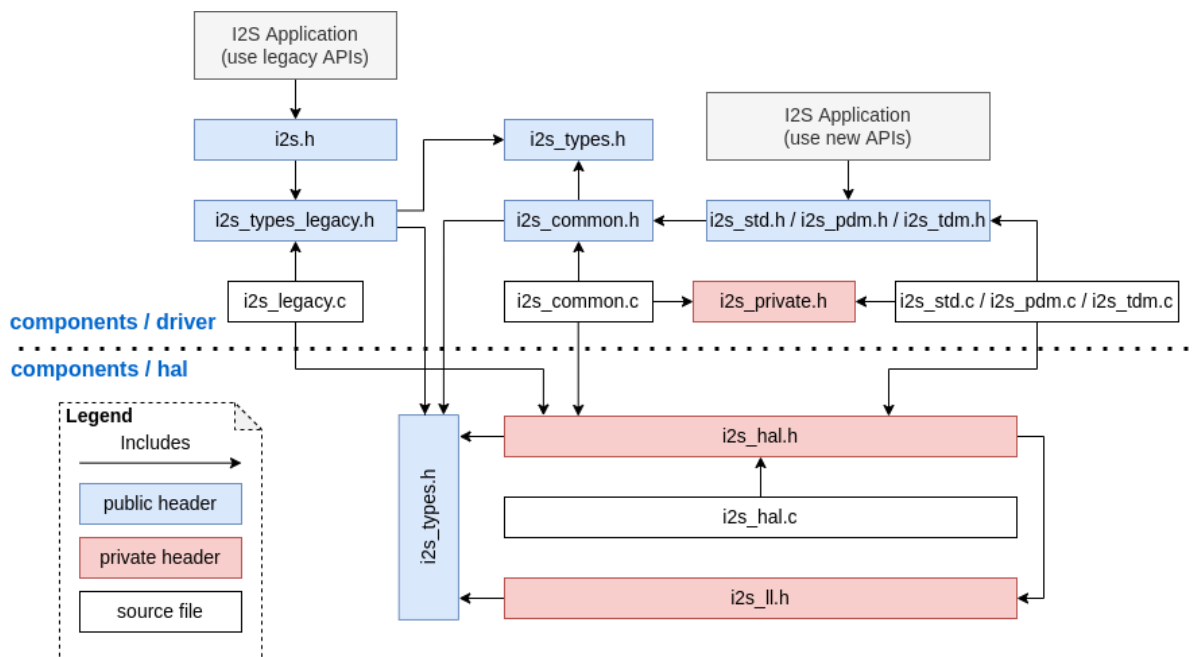 I2S Application
(use legacy APIs)
I2S Application
(use new APIs)
i2s.h
i2s_types.h
i2s_types_legacy.h
i2s_common.h
i2s_std.h / i2s_pdm.h / i2s_tdm.h
i2s_legacy.c
i2s_common.c
i2s_private.h
i2s_std.c / i2s_pdm.c / i2s_tdm.c
components / driver
components / hal
Legend
Includes
public header
private header
source file
i2s_types.h
i2s_hal.h
i2s_hal.c
i2s_ll.h